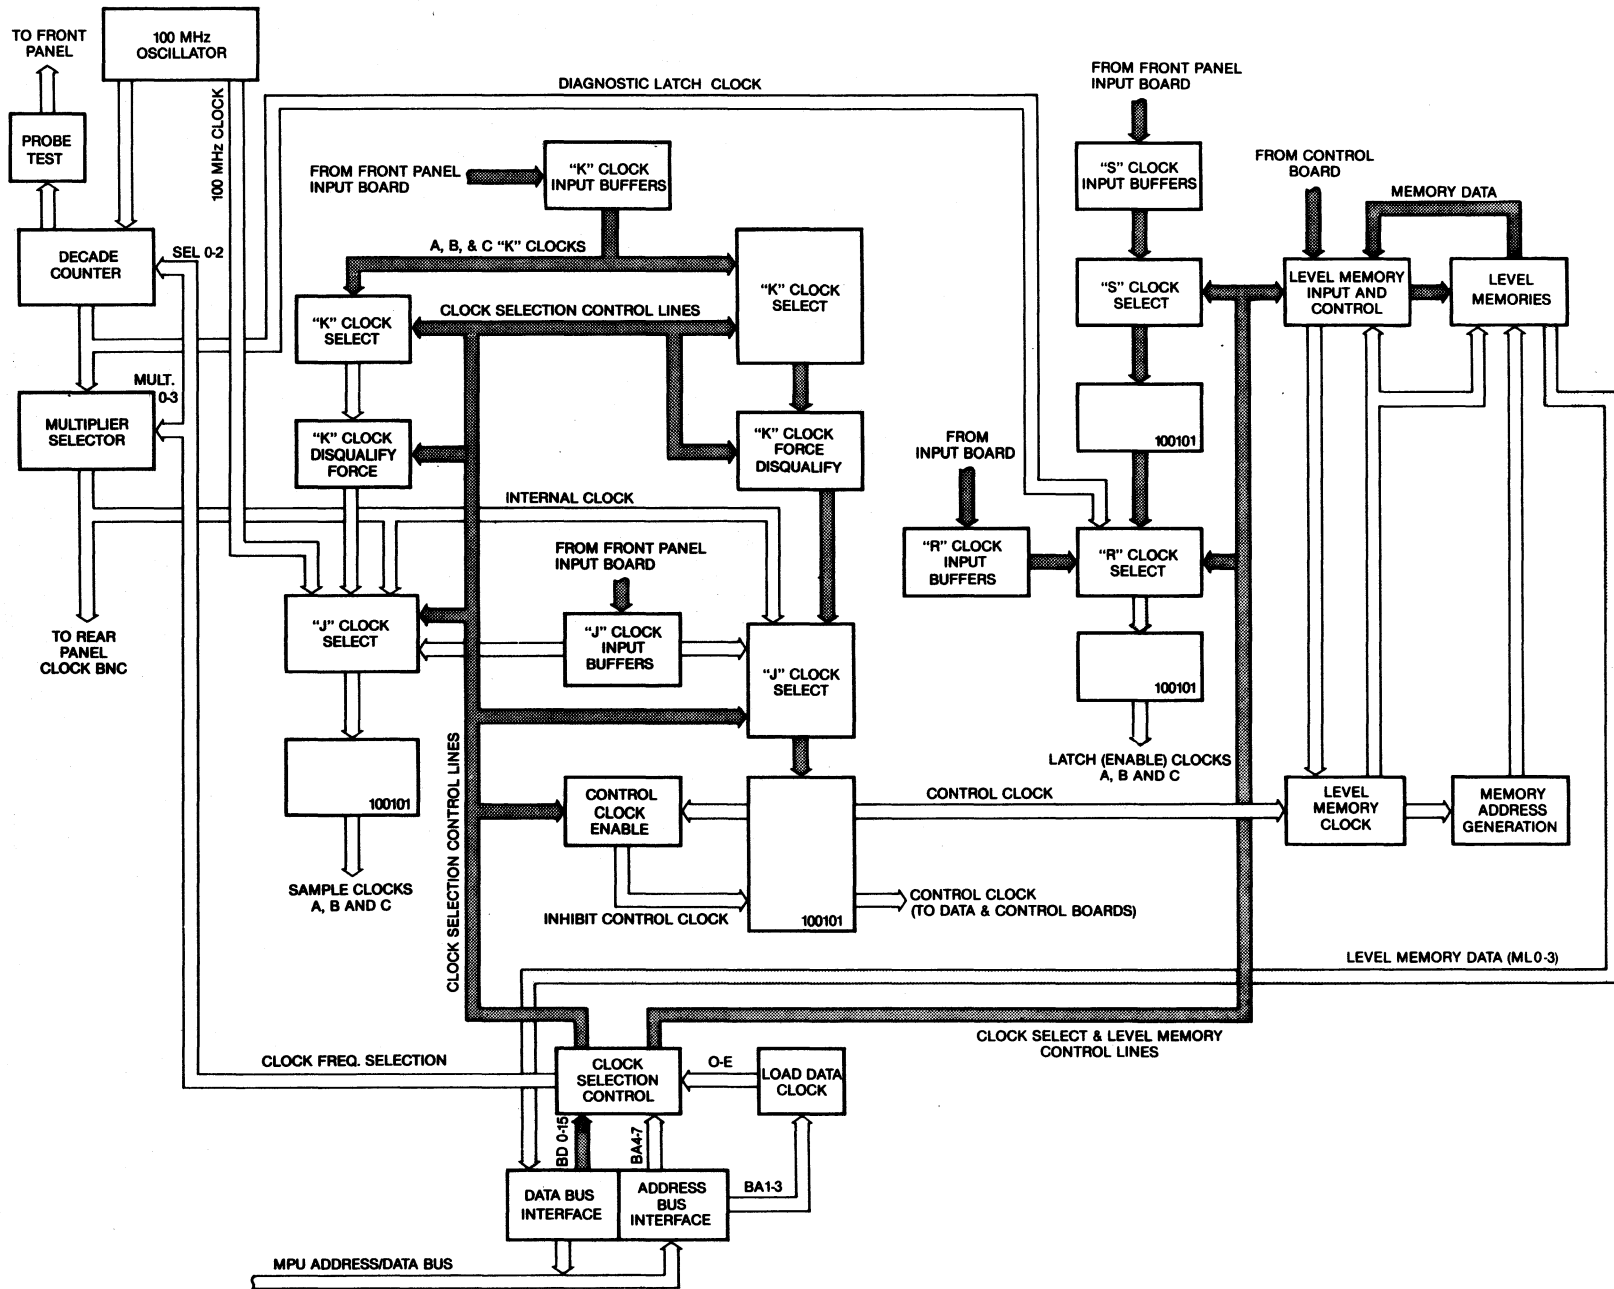 TO FRONT
PANEL
100 MHz
OSCILLATOR
PROBE
TEST
100 MHz CLOCK
DECADE
COUNTER
SEL 0-2
MULT.
0-3
MULTIPLIER
SELECTOR
TO REAR
PANEL
CLOCK BNC
DIAGNOSTIC LATCH CLOCK
FROM FRONT PANEL
INPUT BOARD
"K" CLOCK
INPUT BUFFERS
A, B, & C "K" CLOCKS
"K" CLOCK
SELECT
CLOCK SELECTION CONTROL LINES
"K" CLOCK
SELECT
"K" CLOCK
DISQUALIFY
FORCE
"K" CLOCK
FORCE
DISQUALIFY
INTERNAL CLOCK
FROM FRONT PANEL
INPUT BOARD
"J" CLOCK
SELECT
"J" CLOCK
INPUT
BUFFERS
"J" CLOCK
SELECT
100101
SAMPLE CLOCKS
A, B AND C
CLOCK SELECTION CONTROL LINES
CONTROL
CLOCK
ENABLE
INHIBIT CONTROL CLOCK
100101
CONTROL CLOCK
CONTROL CLOCK
(TO DATA & CONTROL BOARDS)
FROM FRONT PANEL
INPUT BOARD
"S" CLOCK
INPUT BUFFERS
"S" CLOCK
SELECT
100101
FROM
INPUT BOARD
"R" CLOCK
INPUT
BUFFERS
"R" CLOCK
SELECT
100101
LATCH (ENABLE) CLOCKS
A, B AND C
FROM CONTROL
BOARD
MEMORY DATA
LEVEL MEMORY
INPUT AND
CONTROL
LEVEL
MEMORIES
LEVEL
MEMORY
CLOCK
MEMORY
ADDRESS
GENERATION
LEVEL MEMORY DATA (ML0-3)
CLOCK SELECT & LEVEL MEMORY
CONTROL LINES
CLOCK FREQ. SELECTION
CLOCK
SELECTION
CONTROL
O-E
LOAD DATA
CLOCK
BD 0-15
BA4-7
DATA BUS
INTERFACE
ADDRESS
BUS
INTERFACE
BA1-3
MPU ADDRESS/DATA BUS